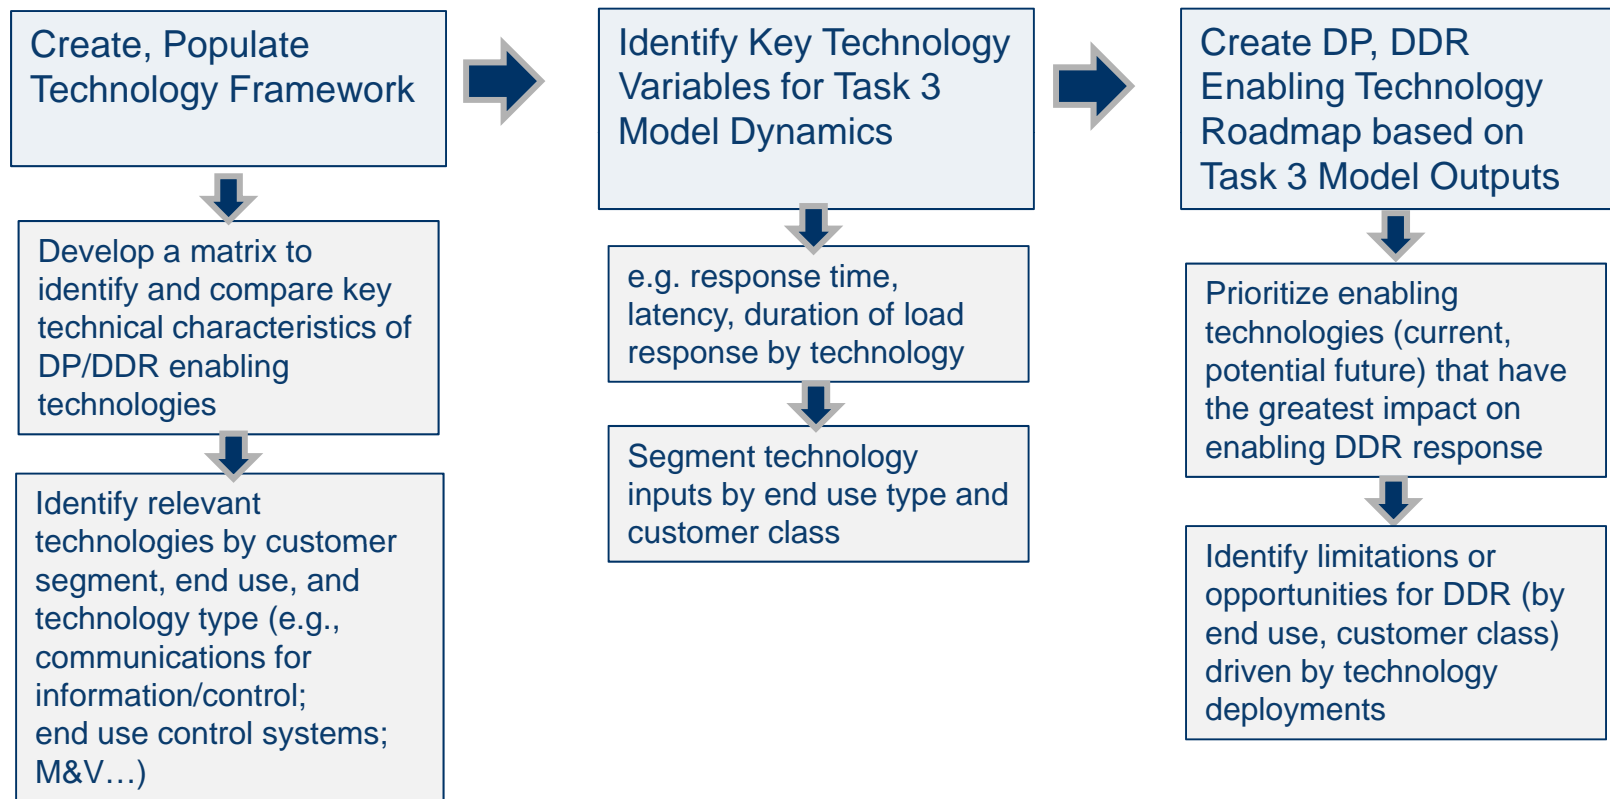 Create, Populate
Technology Framework
Develop a matrix to
identify and compare key
technical characteristics of
DP/DDR enabling
technologies
Identify relevant
technologies by customer
segment, end use, and
technology type (e.g.,
communications for
information/control;
end use control systems;
M&V…)
Identify Key Technology
Variables for Task 3
Model Dynamics
e.g. response time,
latency, duration of load
response by technology
Segment technology
inputs by end use type and
customer class
Create DP, DDR
Enabling Technology
Roadmap based on
Task 3 Model Outputs
Prioritize enabling
technologies (current,
potential future) that have
the greatest impact on
enabling DDR response
Identify limitations or
opportunities for DDR (by
end use, customer class)
driven by technology
deployments